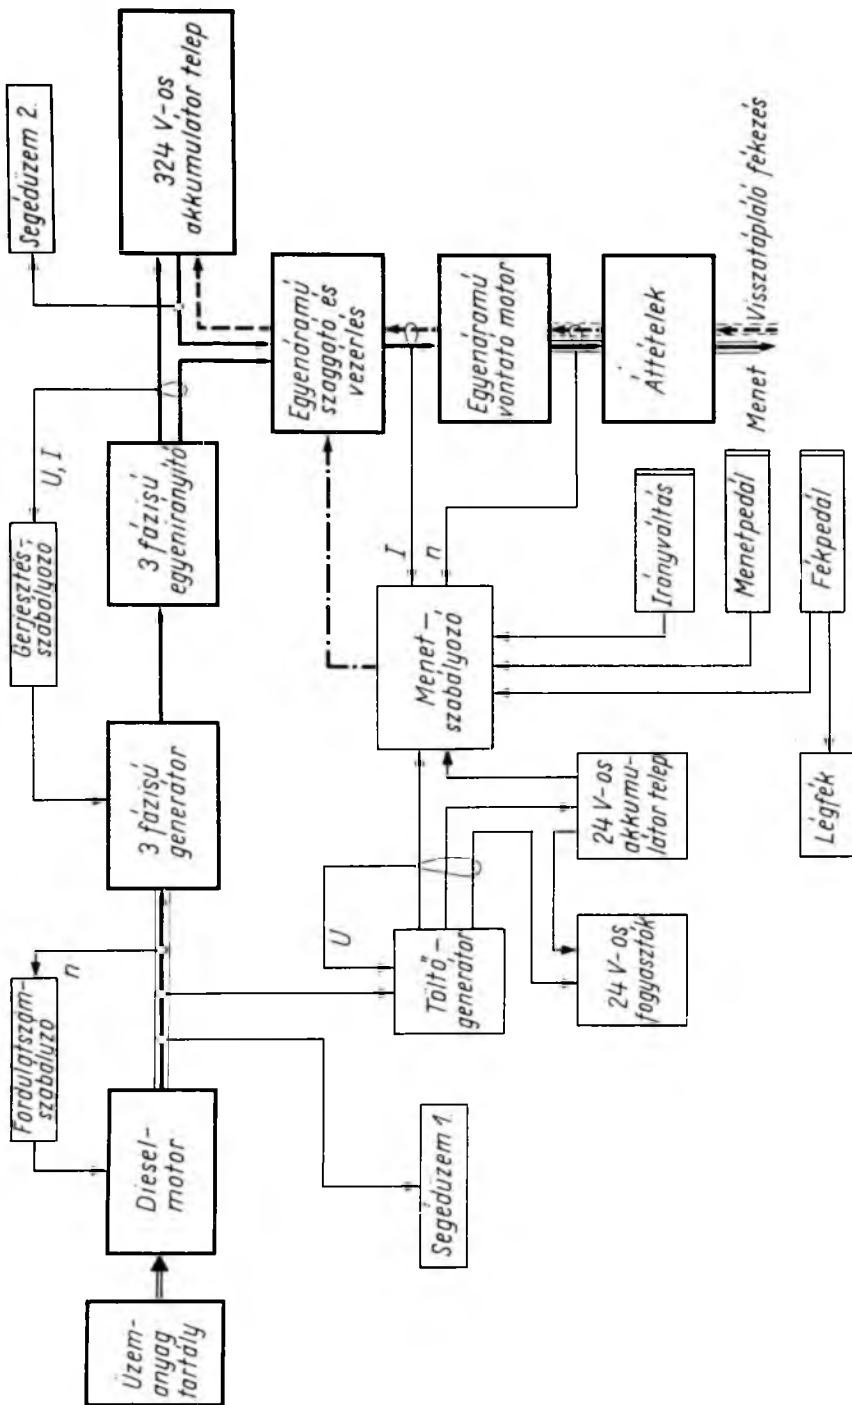 Üzem-
anyag
tartály
Diesel-
motor
Fordulatszám-
szabályzó
n
3 fázisú
generátor
Gerjesztés-
szabályozó
U, I
3 fázisú
egyenirányító
Segédüzem 2.
324 V-os
akkumulátor telep
Egyenáramú
szaggató és
vezérlés
Egyenáramú
vontató motor
Áttételek
Menet
Visszatápláló fékezés
I
n
Menet-
szabályozó
Irányváltás
Menetpedál
Fékpedál
Légfék
U
Töltő-
generátor
24 V-os
akkumu-
látor telep
24 V-os
fogyasztók
Segédüzem 1.